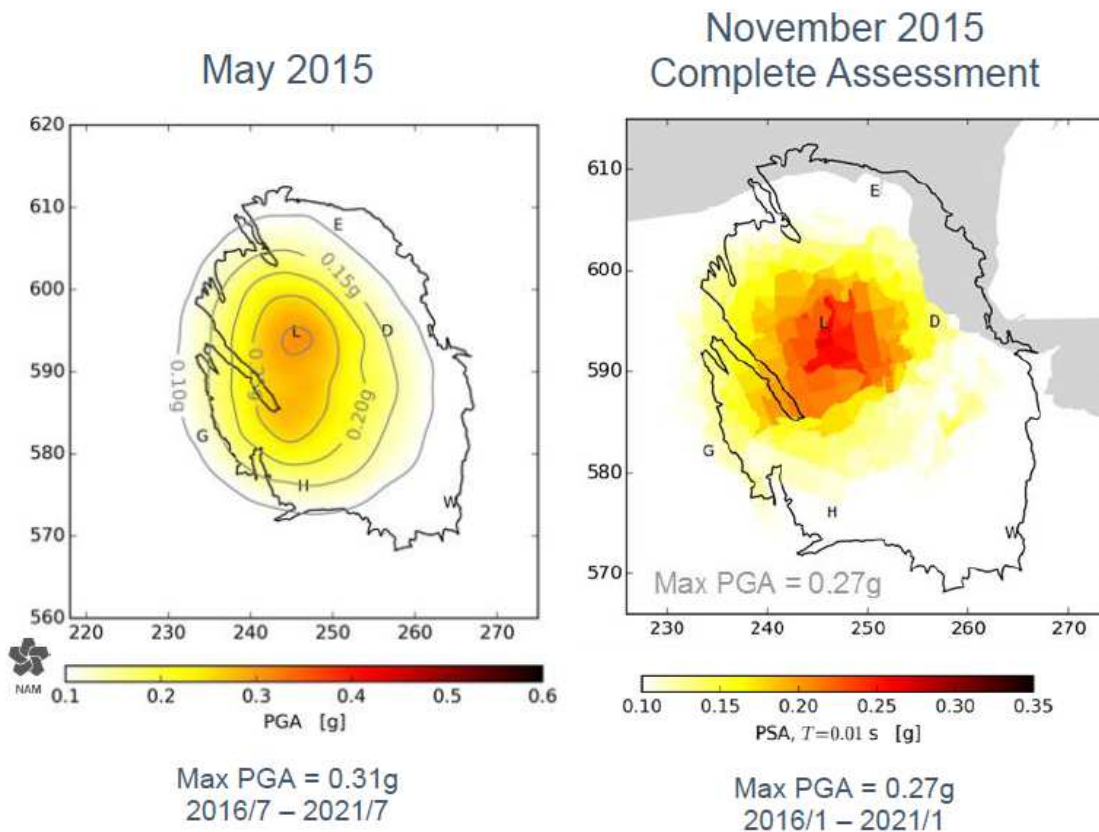 May 2015
620
610
600
590
580
570
560
220 230 240 250 260 270
E
0.15g
L
D
0.10g
0.20g
G
H
W
NAM
0.1 0.2 0.3 0.4 0.5 0.6
PGA [g]
Max PGA = 0.31g
2016/7 – 2021/7
November 2015
Complete Assessment
610
600
590
580
570
E
L
D
G
H
W
Max PGA = 0.27g
230 240 250 260 270
0.10 0.15 0.20 0.25 0.30 0.35
PSA, T=0.01 s [g]
Max PGA = 0.27g
2016/1 – 2021/1